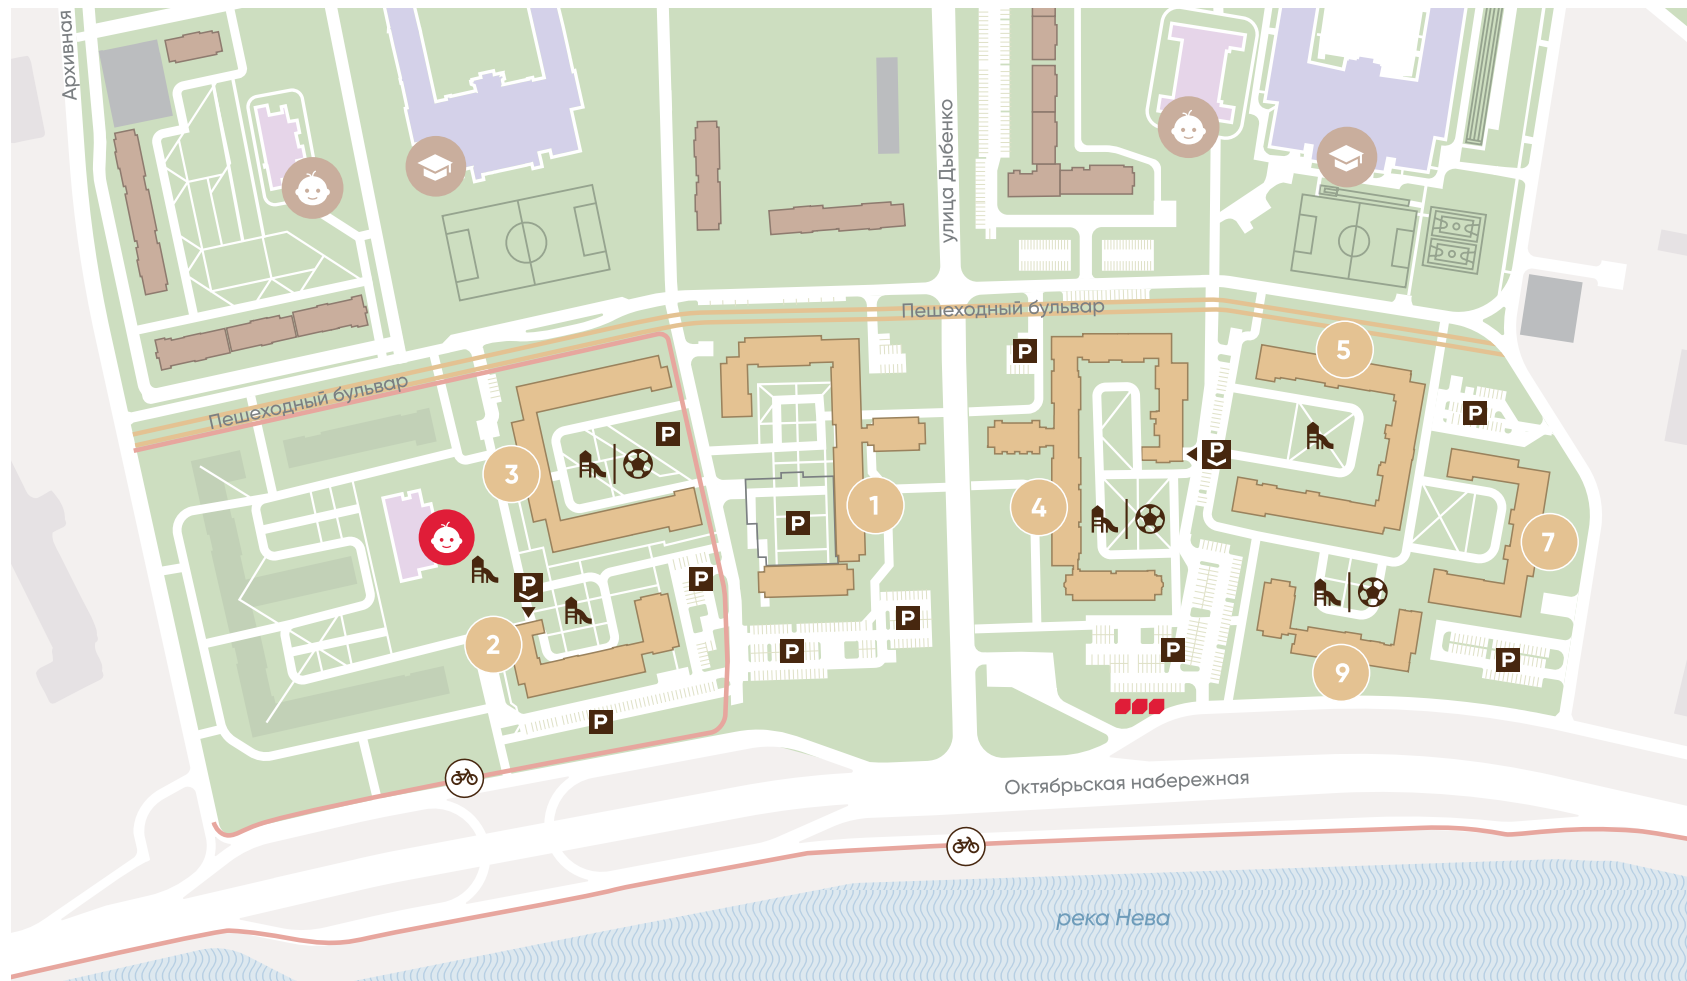 Архивная
улица Дыбенко
Пешеходный бульвар
5
Пешеходный бульвар
P
P
P
P
3
P
1
4
P
7
P
P
P
2
P
P
P
9
P
Октябрьская набережная
река Нева